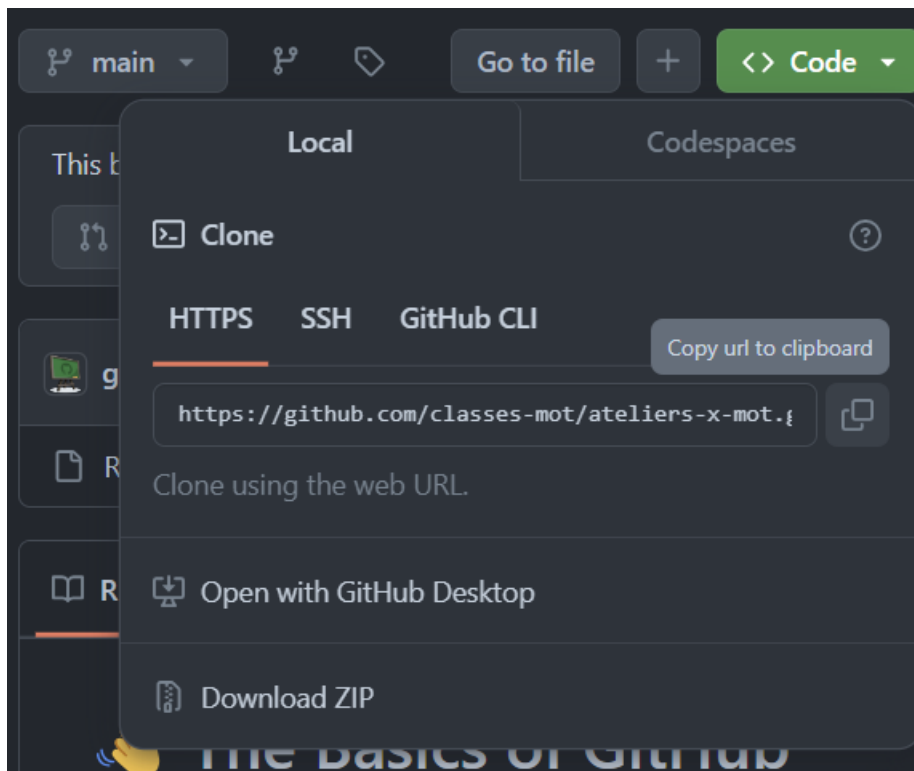 main
Go to file
Code
Local
Codespaces
This b
Clone
HTTPS
SSH
GitHub CLI
Copy url to clipboard
g
https://github.com/classes-mot/ateliers-x-mot.g
R
Clone using the web URL.
R
Open with GitHub Desktop
Download ZIP
The Basics of GitHub